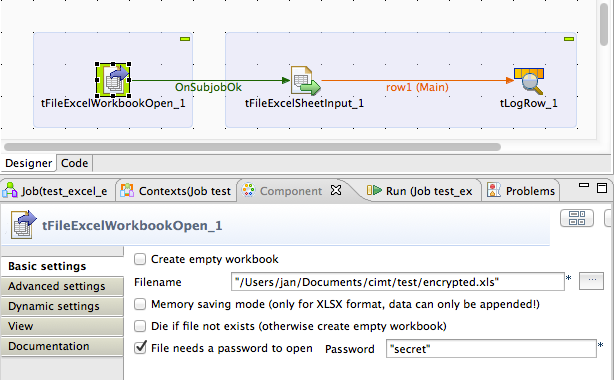 OnSubjobOk
row1 (Main)
tFileExcelWorkbookOpen_1
tFileExcelSheetInput_1
tLogRow_1
Designer
Code
Job(test_excel_e
Contexts(Job test
Component
Run (Job test_ex
Problems
tFileExcelWorkbookOpen_1
Basic settings
Advanced settings
Dynamic settings
View
Documentation
Create empty workbook
Filename "/Users/jan/Documents/cimt/test/encrypted.xls" * ...
Memory saving mode (only for XLSX format, data can only be appended!)
Die if file not exists (otherwise create empty workbook)
File needs a password to open Password "secret" *